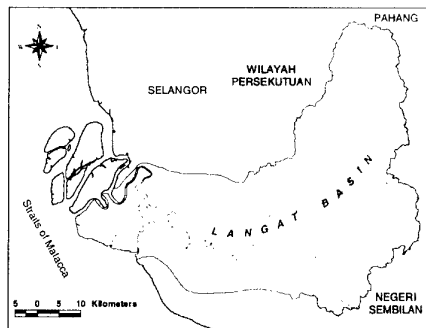 PAHANG
N
WILAYAH
PERSEKUTUAN
SELANGOR
LANGAT BASIN
Straits of Malacca
NEGERI
SEMBILAN
5 0 5 10 Kilometers